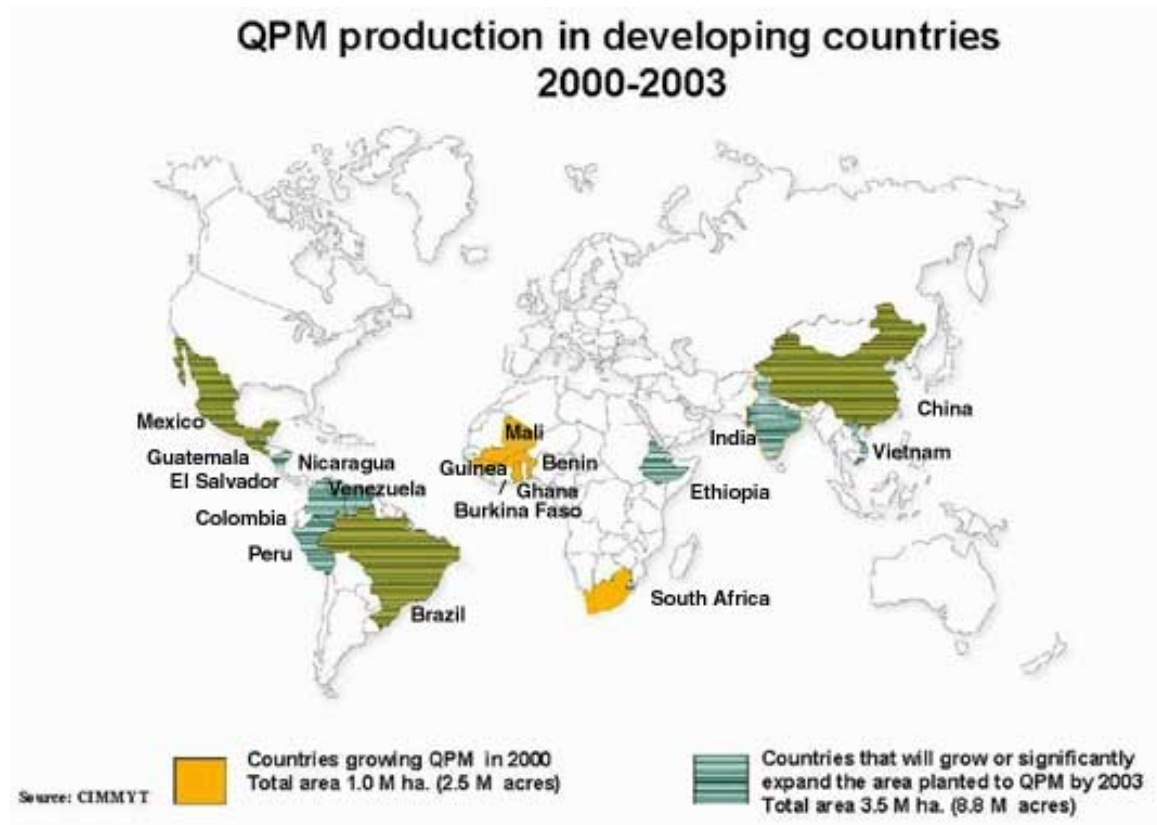 QPM production in developing countries
2000-2003
Mexico
Guatemala
El Salvador
Nicaragua
Venezuela
Colombia
Peru
Brazil
Mali
Guinea
Benin
Ghana
Burkina Faso
Ethiopia
South Africa
India
China
Vietnam
Countries growing QPM in 2000
Total area 1.0 M ha. (2.5 M acres)
Countries that will grow or significantly
expand the area planted to QPM by 2003
Total area 3.5 M ha. (8.8 M acres)
Source: CIMMYT